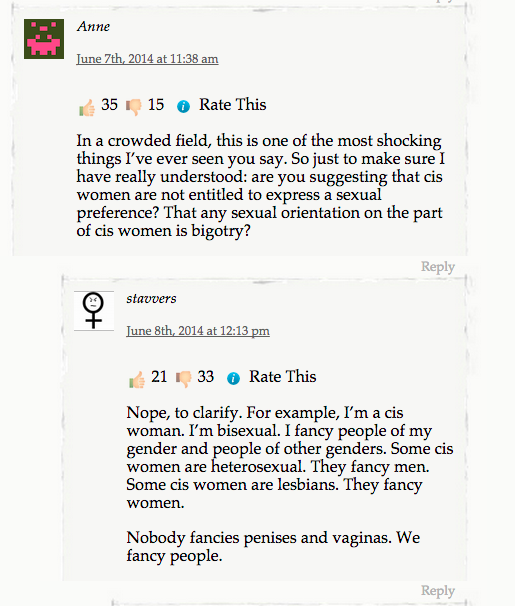 Anne
June 7th, 2014 at 11:38 am
35 15 i Rate This
In a crowded field, this is one of the most shocking
things I've ever seen you say. So just to make sure I
have really understood: are you suggesting that cis
women are not entitled to express a sexual
preference? That any sexual orientation on the part
of cis women is bigotry?
Reply
stavvers
June 8th, 2014 at 12:13 pm
21 33 i Rate This
Nope, to clarify. For example, I'm a cis
woman. I'm bisexual. I fancy people of my
gender and people of other genders. Some cis
women are heterosexual. They fancy men.
Some cis women are lesbians. They fancy
women.
Nobody fancies penises and vaginas. We
fancy people.
Reply